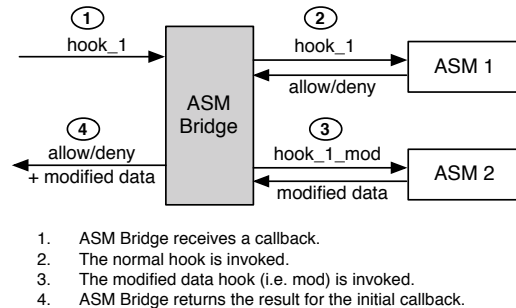 1
hook_1
2
hook_1
ASM 1
allow/deny
ASM
Bridge
4
allow/deny
+ modified data
3
hook_1_mod
ASM 2
modified data
1. ASM Bridge receives a callback.
2. The normal hook is invoked.
3. The modified data hook (i.e. mod) is invoked.
4. ASM Bridge returns the result for the initial callback.